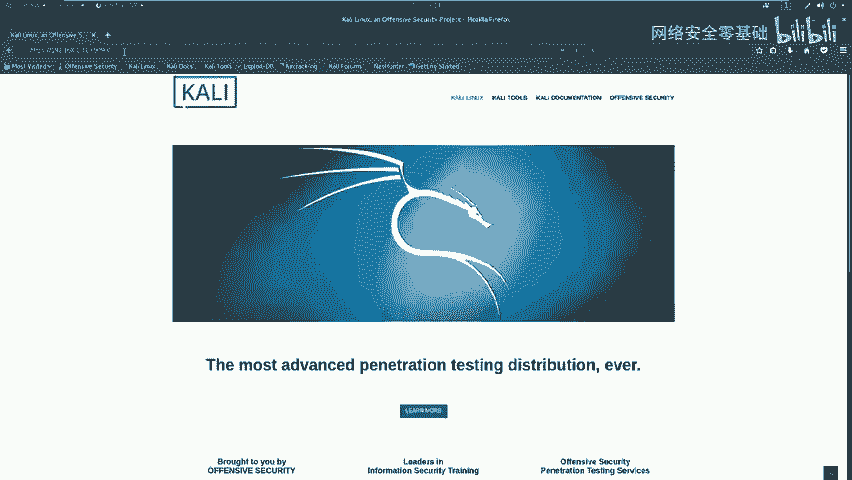 Kali Linux, an Offensive Security Project - Mozilla Firefox
网络安全零基础 bilibili
Kali Linux, an Offensive S...
Most Visited Offensive Security Kali Linux Kali Docs Kali Tools Exploit-DB Aircrack-ng Kali Forums NetHunter Getting Started
KALI
KALI LINUX KALI TOOLS KALI DOCUMENTATION OFFENSIVE SECURITY
The most advanced penetration testing distribution, ever.
LEARN MORE
Brought to you by
OFFENSIVE SECURITY
Leaders in
Information Security Training
Offensive Security
Penetration Testing Services